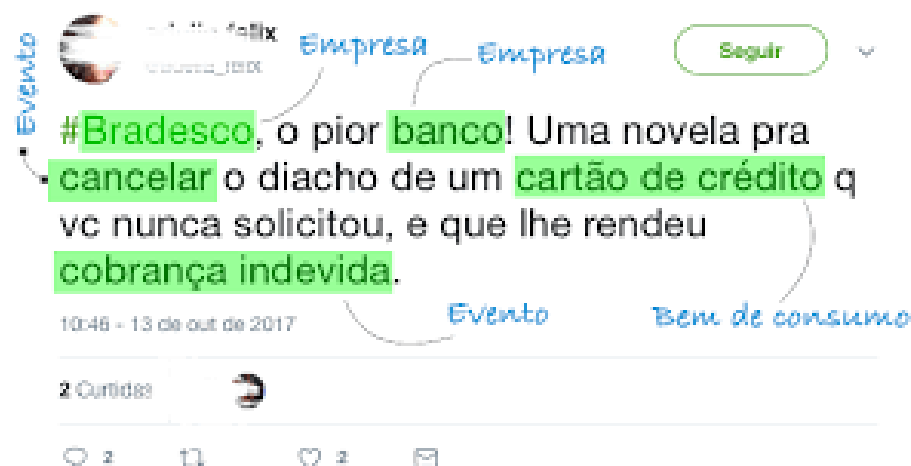 Evento
felix
Empresa
Empresa
Seguir
#Bradesco, o pior banco! Uma novela pra
cancelar o diacho de um cartão de crédito q
vc nunca solicitou, e que lhe rendeu
cobrança indevida.
10:46 - 13 de out de 2017
Evento
Bem de consumo
2 Curtidas
2
2